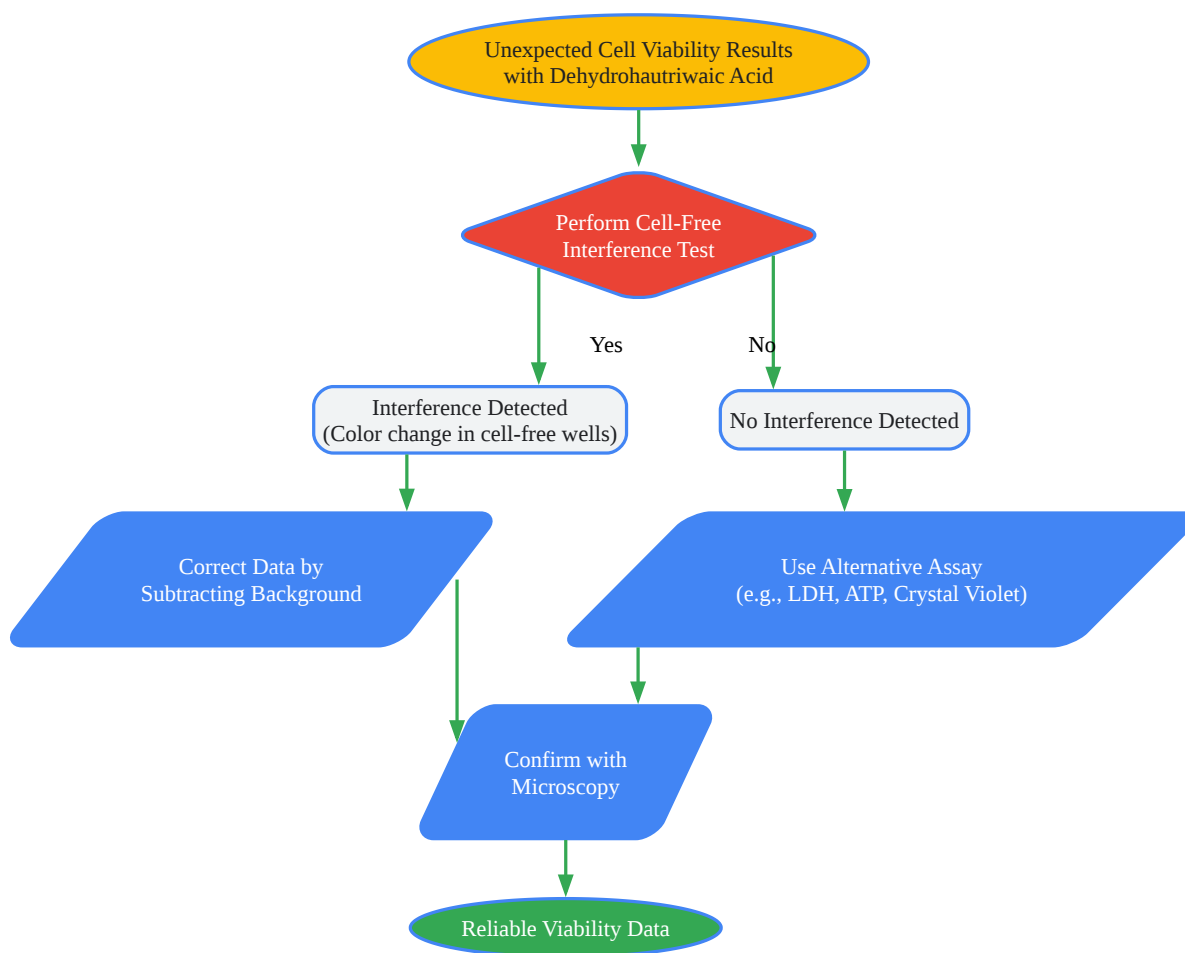 Unexpected Cell Viability Results
with Dehydrohautriwaic Acid
Perform Cell-Free
Interference Test
Yes
No
Interference Detected
(Color change in cell-free wells)
No Interference Detected
Correct Data by
Subtracting Background
Use Alternative Assay
(e.g., LDH, ATP, Crystal Violet)
Confirm with
Microscopy
Reliable Viability Data